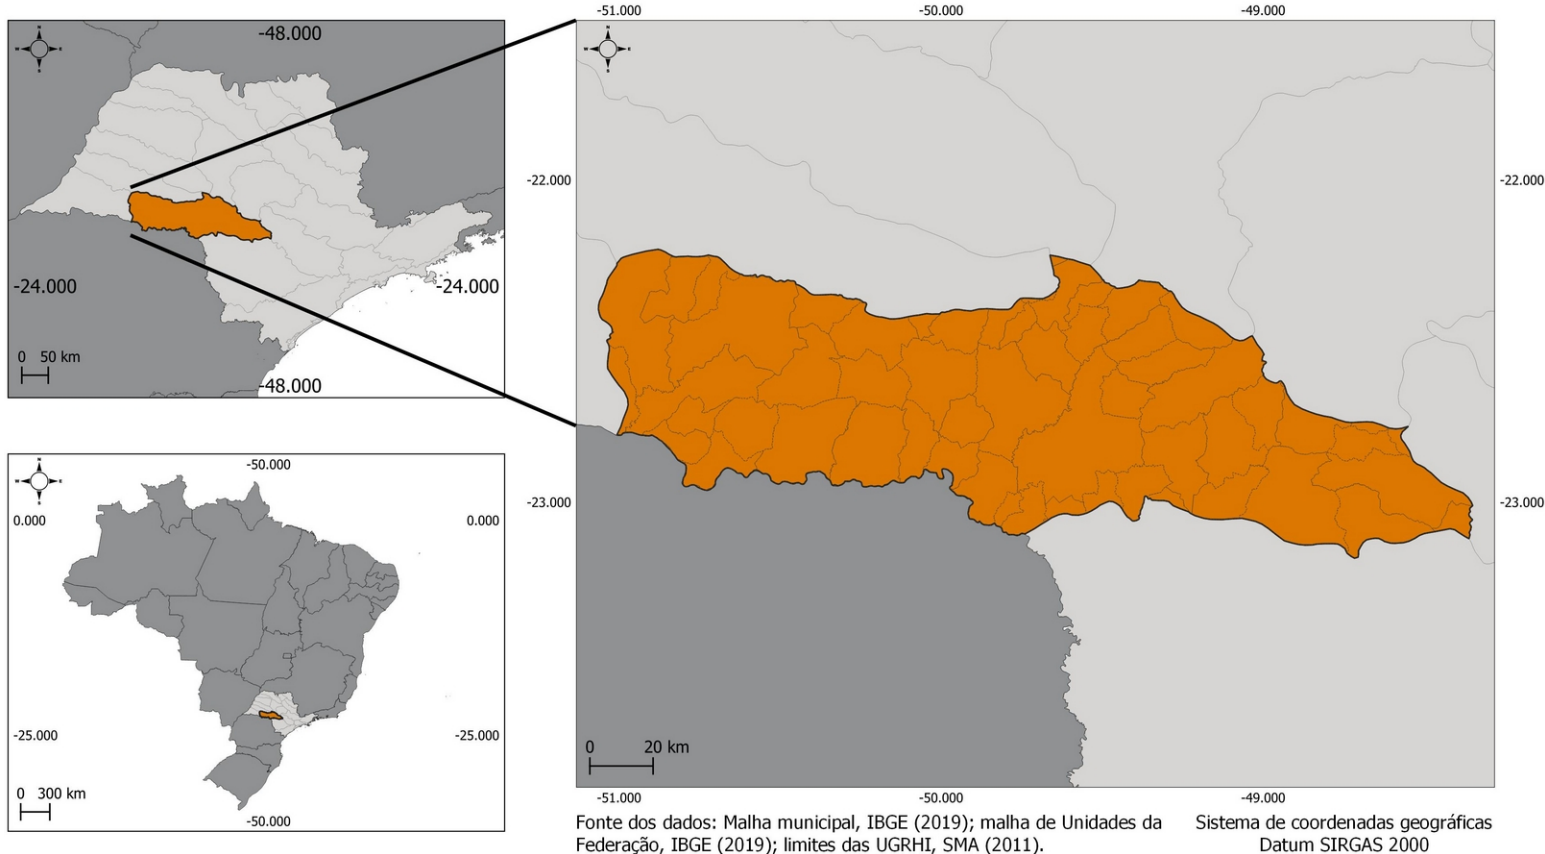 -48.000
-24.000
-24.000
0 50 km
-48.000
-50.000
0.000
0.000
-25.000
-25.000
0 300 km
-50.000
-51.000
-50.000
-49.000
-22.000
-22.000
-23.000
-23.000
0 20 km
-51.000
-50.000
-49.000
Fonte dos dados: Malha municipal, IBGE (2019); malha de Unidades da
Federação, IBGE (2019); limites das UGRHI, SMA (2011).
Sistema de coordenadas geográficas
Datum SIRGAS 2000